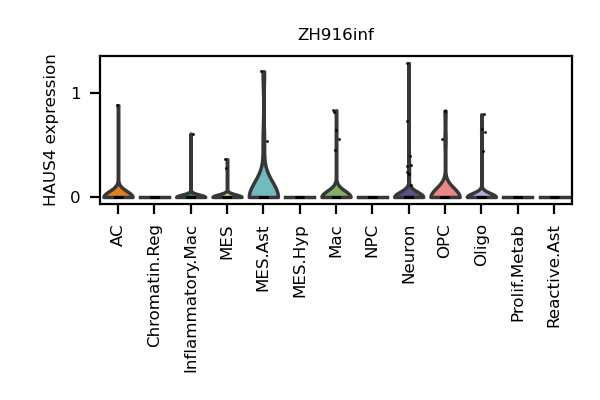 ZH916inf
HAUS4 expression
1
0
AC
Chromatin.Reg
Inflammatory.Mac
MES
MES.Ast
MES.Hyp
Mac
NPC
Neuron
OPC
Oligo
Prolif.Metab
Reactive.Ast